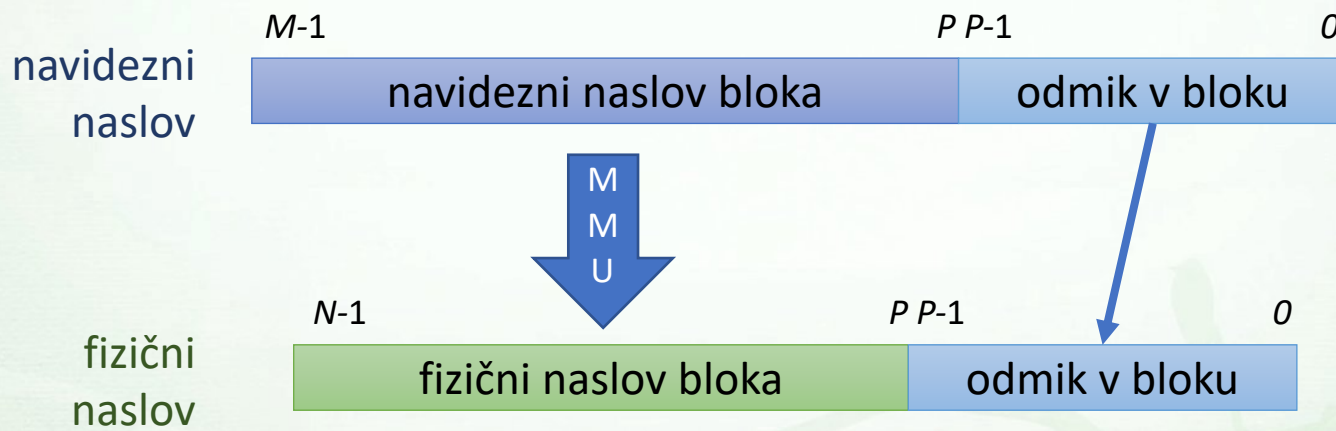 M-1 P P-1 0
navidezni
naslov
navidezni naslov bloka odmik v bloku
M
M
U
N-1 P P-1 0
fizični
naslov
fizični naslov bloka odmik v bloku